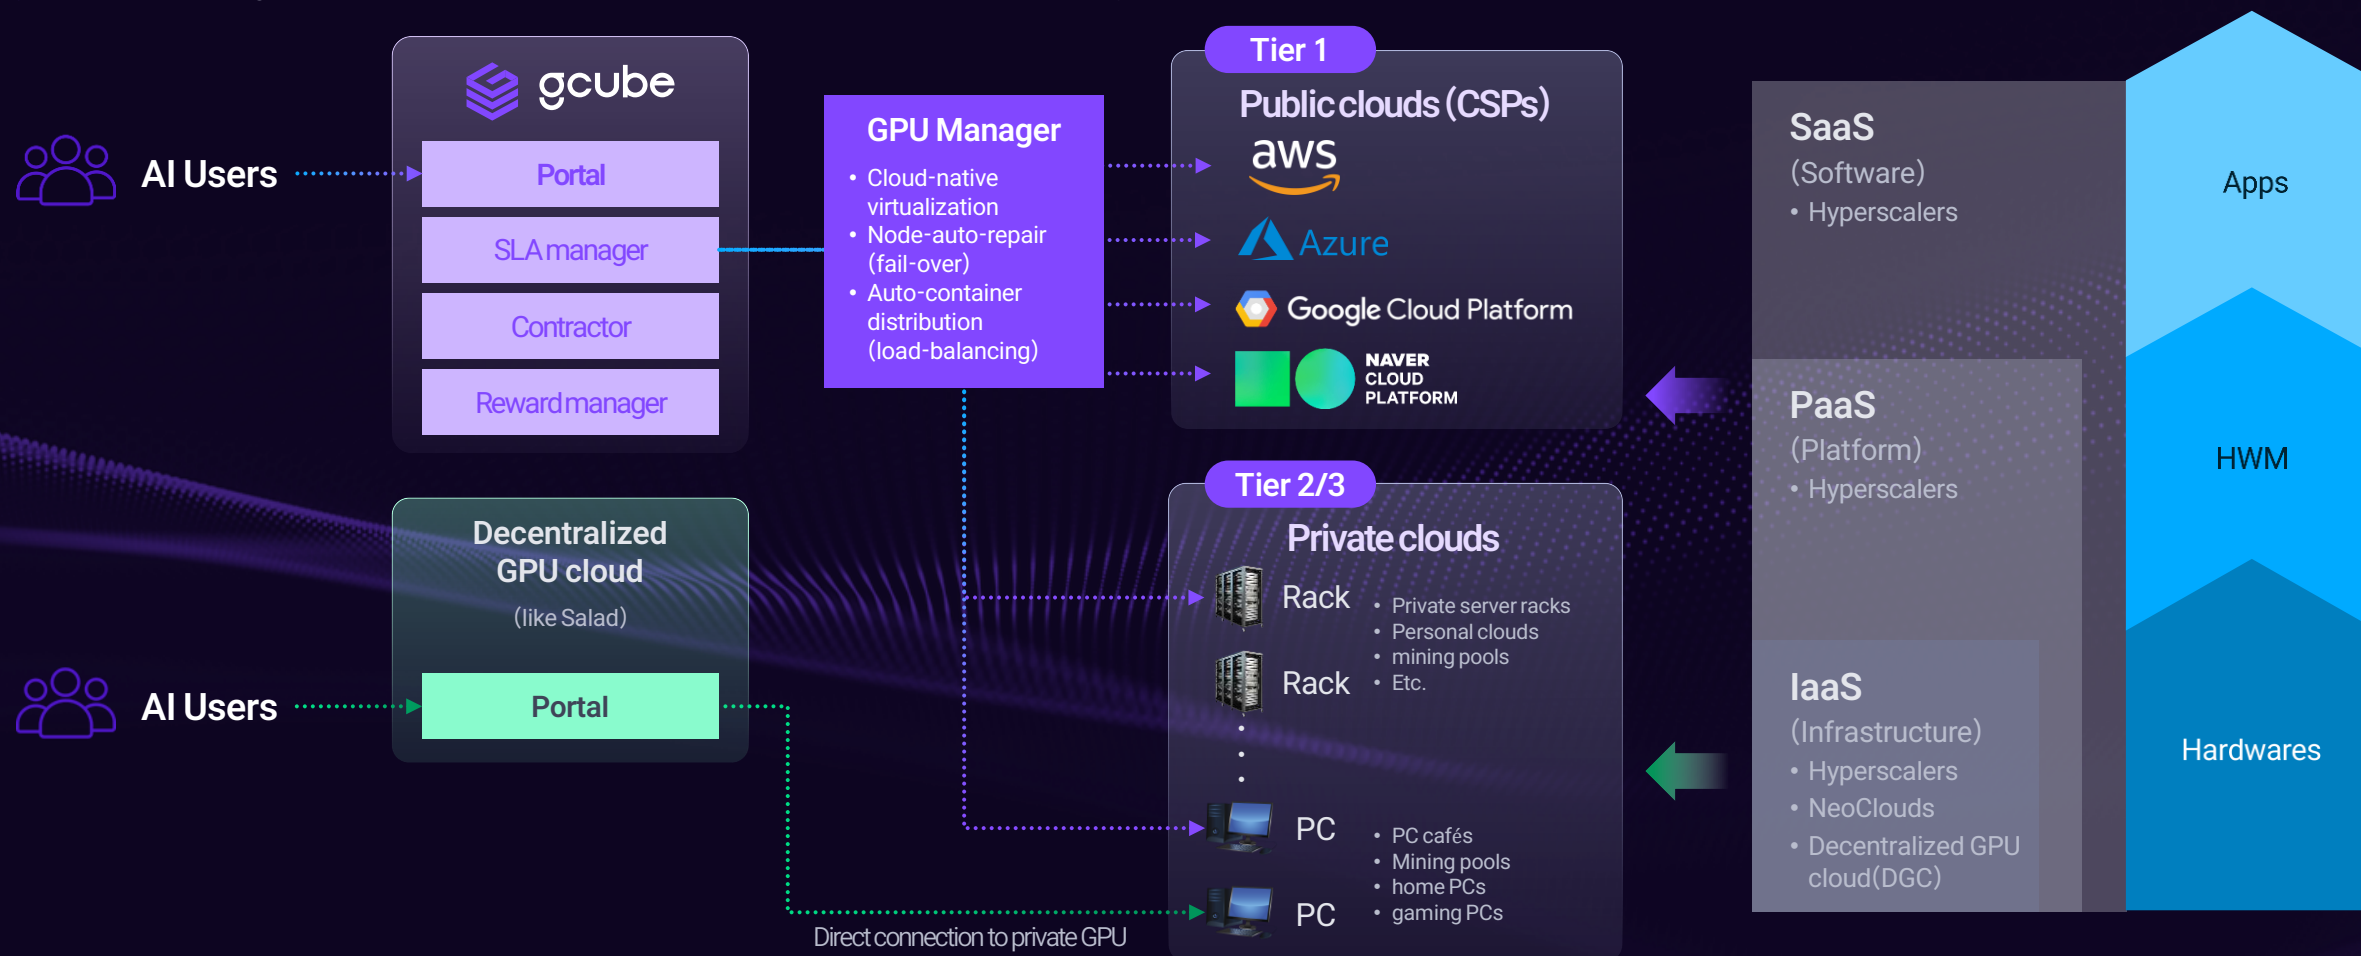 gcube
AI Users
Portal
SLA manager
Contractor
Reward manager
GPU Manager
• Cloud-native
virtualization
• Node-auto-repair
(fail-over)
• Auto-container
distribution
(load-balancing)
Tier 1
Public clouds (CSPs)
aws
Azure
Google Cloud Platform
NAVER
CLOUD
PLATFORM
Decentralized
GPU cloud
(like Salad)
AI Users
Portal
Direct connection to private GPU
Tier 2/3
Private clouds
Rack
Rack
• Private server racks
• Personal clouds
• mining pools
• Etc.
PC
PC
• PC cafés
• Mining pools
• home PCs
• gaming PCs
SaaS
(Software)
• Hyperscalers
PaaS
(Platform)
• Hyperscalers
IaaS
(Infrastructure)
• Hyperscalers
• NeoClouds
• Decentralized GPU
cloud(DGC)
Apps
HWM
Hardwares